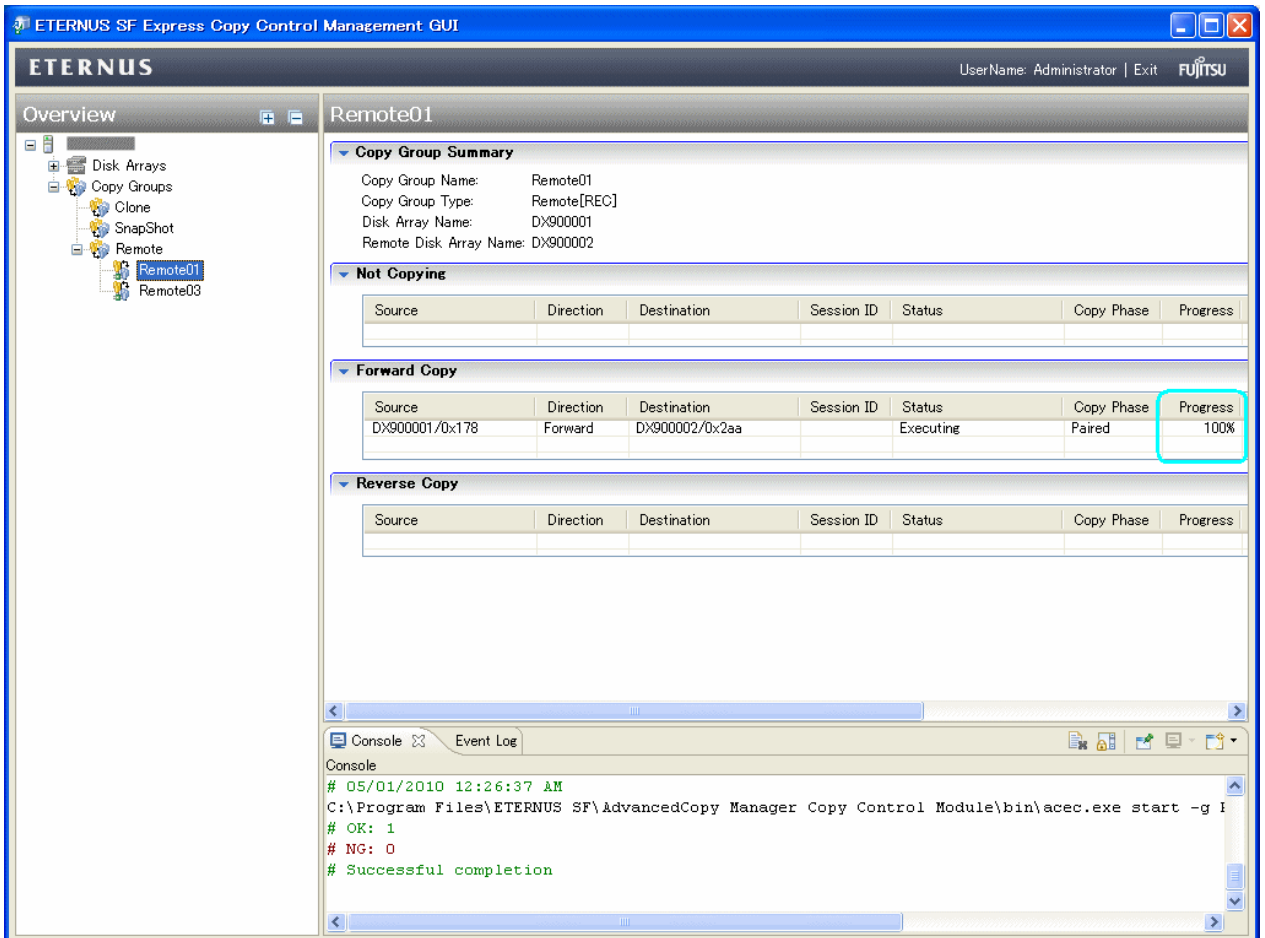 ETERNUS SF Express Copy Control Management GUI
ETERNUS
UserName: Administrator | Exit FUJITSU
Overview
Disk Arrays
Copy Groups
Clone
SnapShot
Remote
Remote01
Remote03
Remote01
Copy Group Summary
Copy Group Name: Remote01
Copy Group Type: Remote[REC]
Disk Array Name: DX900001
Remote Disk Array Name: DX900002
Not Copying
Source Direction Destination Session ID Status Copy Phase Progress
Forward Copy
Source Direction Destination Session ID Status Copy Phase Progress
DX900001/0x178 Forward DX900002/0x2aa Executing Paired 100%
Reverse Copy
Source Direction Destination Session ID Status Copy Phase Progress
Console Event Log
Console
# 05/01/2010 12:26:37 AM
C:\Program Files\ETERNUS SF\AdvancedCopy Manager Copy Control Module\bin\acec.exe start -g
# OK: 1
# NG: 0
# Successful completion